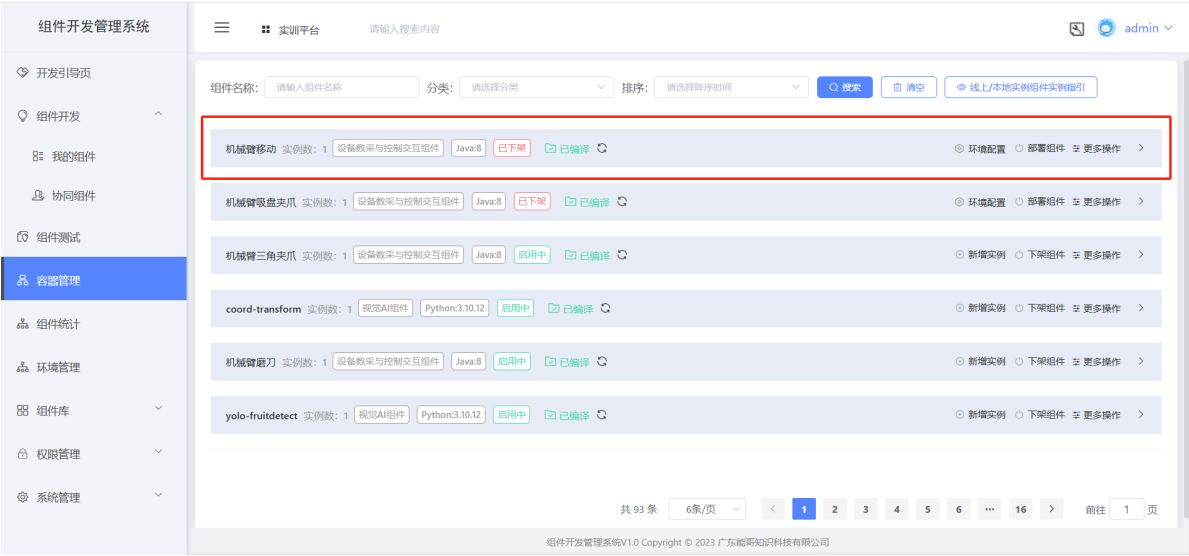 组件开发管理系统
实训平台 请输入搜索内容 admin
开发引导页
组件开发
我的组件
协同组件
组件测试
容器管理
组件统计
环境管理
组件库
权限管理
系统管理
组件名称: 请输入组件名称 分类: 请选择分类 排序: 请选择降序时间 搜索 清空 线上/本地实例组件实例指引
机械臂移动 实例数: 1 设备数采与控制交互组件 Java:8 已下架 已编译 环境配置 部署组件 更多操作
机械臂吸盘夹爪 实例数: 1 设备数采与控制交互组件 Java:8 已下架 已编译 环境配置 部署组件 更多操作
机械臂三角夹爪 实例数: 1 设备数采与控制交互组件 Java:8 启用中 已编译 新增实例 下架组件 更多操作
coord-transform 实例数: 1 视觉AI组件 Python:3.10.12 启用中 已编译 新增实例 下架组件 更多操作
机械臂磨刀 实例数: 1 设备数采与控制交互组件 Java:8 启用中 已编译 新增实例 下架组件 更多操作
yolo-fruitdetect 实例数: 1 视觉AI组件 Python:3.10.12 启用中 已编译 新增实例 下架组件 更多操作
共 93 条 6条/页 1 2 3 4 5 6 ··· 16 前往 1 页
组件开发管理系统V1.0 Copyright © 2023 广东能哥知识科技有限公司